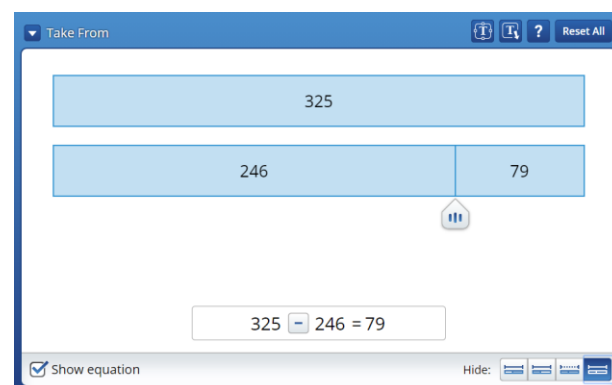 Take From
T T ? Reset All
325
246 79
325 - 246 = 79
Show equation Hide: